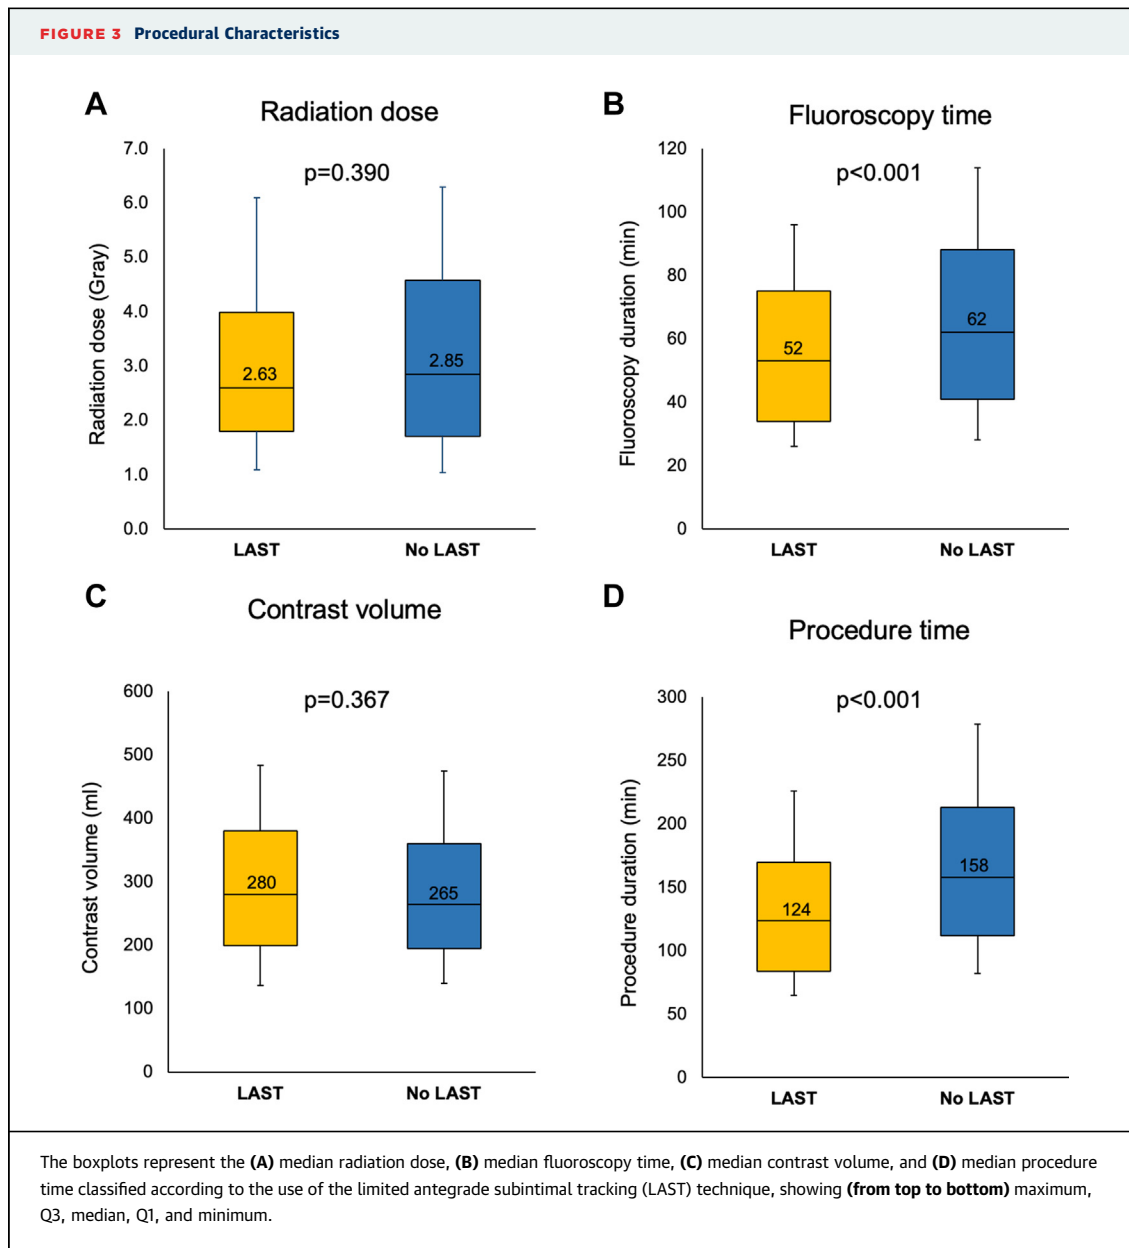 FIGURE 3 Procedural Characteristics
A
Radiation dose
p=0.390
Radiation dose (Gray)
7.0
6.0
5.0
4.0
3.0
2.0
1.0
0.0
2.63
2.85
LAST
No LAST
B
Fluoroscopy time
p<0.001
Fluoroscopy duration (min)
120
100
80
60
40
20
0
52
62
LAST
No LAST
C
Contrast volume
p=0.367
Contrast volume (ml)
600
500
400
300
200
100
0
280
265
LAST
No LAST
D
Procedure time
p<0.001
Procedure duration (min)
300
250
200
150
100
50
0
124
158
LAST
No LAST
The boxplots represent the (A) median radiation dose, (B) median fluoroscopy time, (C) median contrast volume, and (D) median procedure
time classified according to the use of the limited antegrade subintimal tracking (LAST) technique, showing (from top to bottom) maximum,
Q3, median, Q1, and minimum.